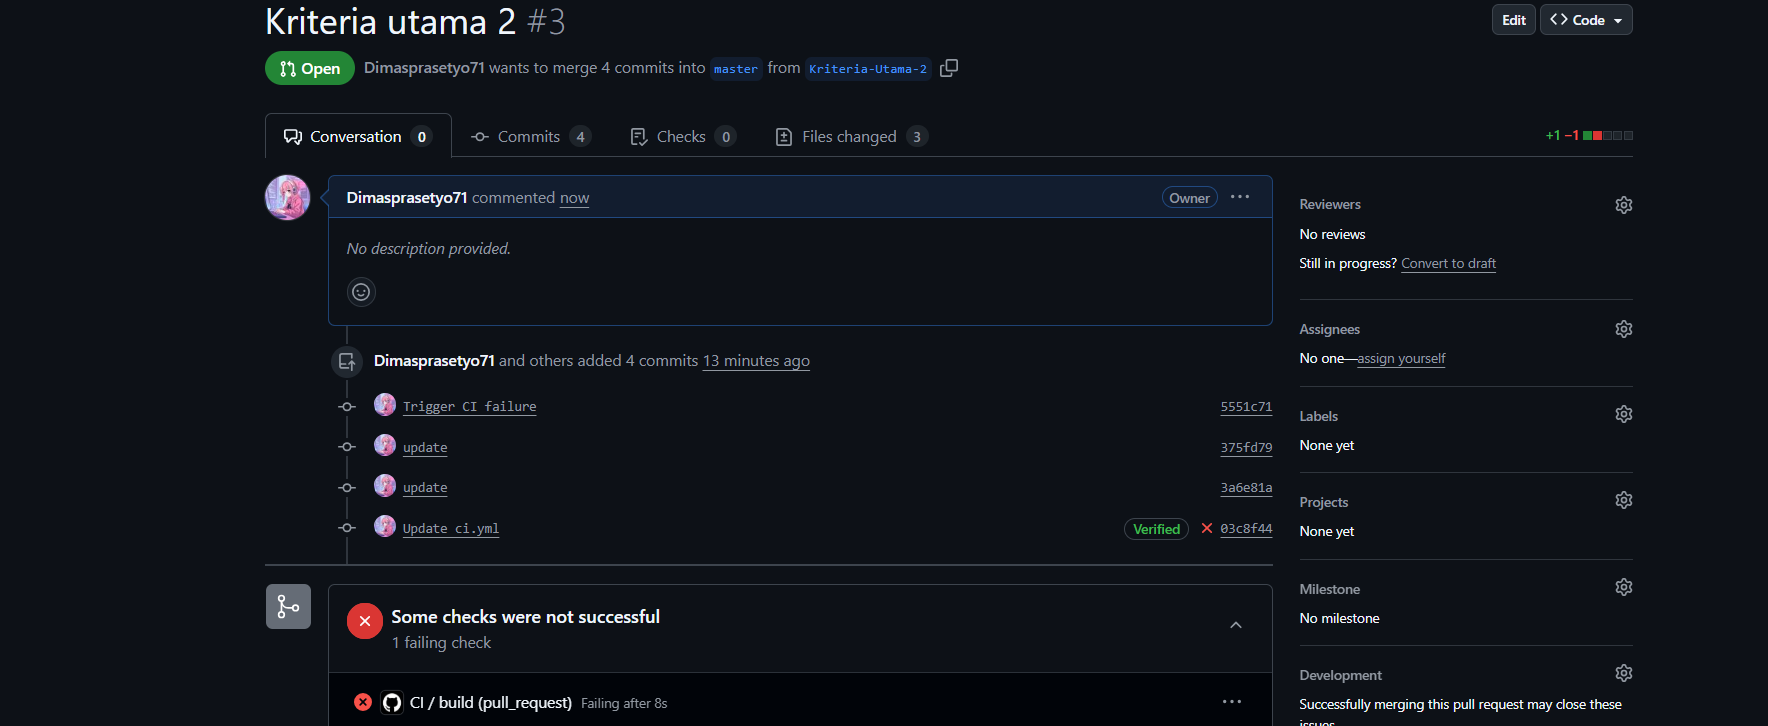 Kriteria utama 2 #3
Edit
Code
Open
Dimasprasetyo71 wants to merge 4 commits into master from Kriteria-Utama-2
Conversation 0
Commits 4
Checks 0
Files changed 3
+1 −1
Dimasprasetyo71 commented now
Owner
No description provided.
Dimasprasetyo71 and others added 4 commits 13 minutes ago
Trigger CI failure
5551c71
update
375fd79
update
3a6e81a
Update ci.yml
Verified
03c8f44
Some checks were not successful
1 failing check
CI / build (pull_request) Failing after 8s
Reviewers
No reviews
Still in progress? Convert to draft
Assignees
No one—assign yourself
Labels
None yet
Projects
None yet
Milestone
No milestone
Development
Successfully merging this pull request may close these
issues.